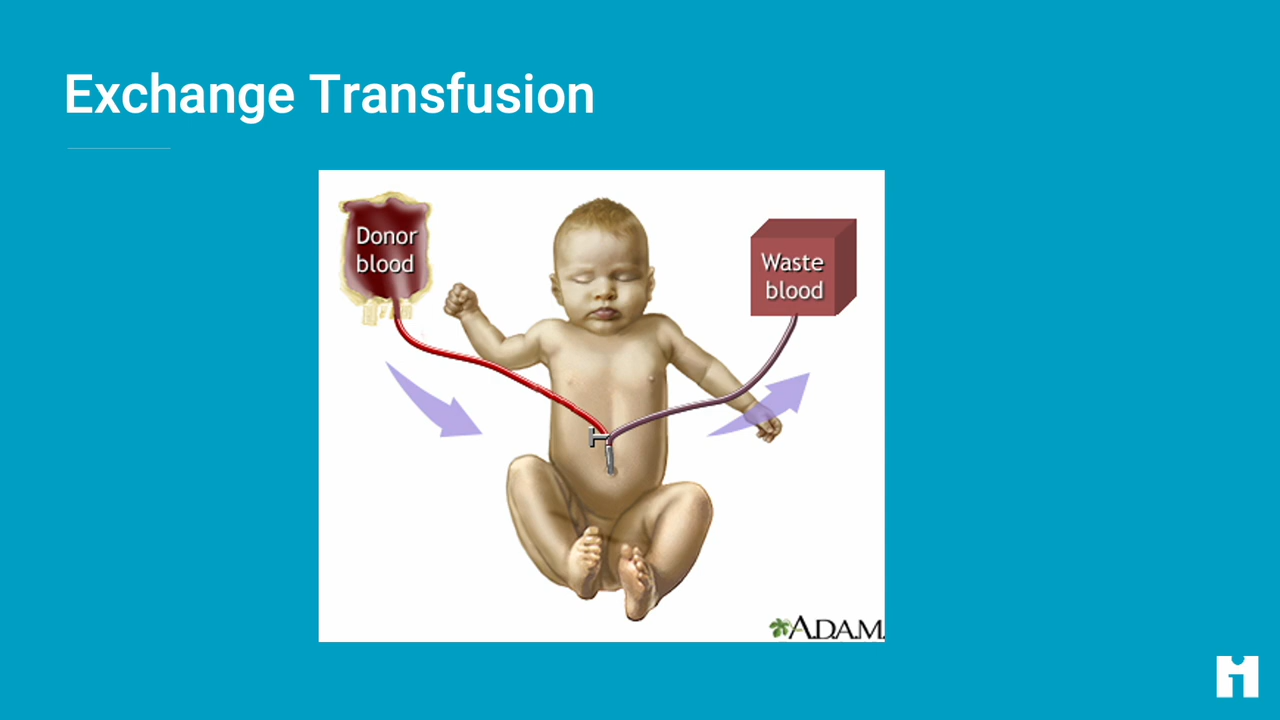 Exchange Transfusion
Donor
blood
Waste
blood
A.D.A.M.